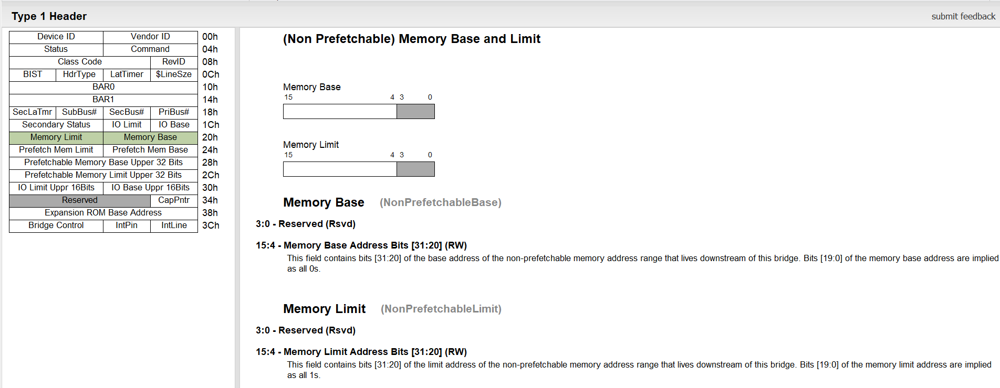 Type 1 Header
submit feedback
Device ID Vendor ID 00h
Status Command 04h
Class Code RevID 08h
BIST HdrType LatTimer $LineSze 0Ch
BAR0 10h
BAR1 14h
SecLaTmr SubBus# SecBus# PriBus# 18h
Secondary Status IO Limit IO Base 1Ch
Memory Limit Memory Base 20h
Prefetch Mem Limit Prefetch Mem Base 24h
Prefetchable Memory Base Upper 32 Bits 28h
Prefetchable Memory Limit Upper 32 Bits 2Ch
IO Limit Uppr 16Bits IO Base Uppr 16Bits 30h
Reserved CapPntr 34h
Expansion ROM Base Address 38h
Bridge Control IntPin IntLine 3Ch
(Non Prefetchable) Memory Base and Limit
Memory Base
15 4 3 0
Memory Limit
15 4 3 0
Memory Base (NonPrefetchableBase)
3:0 - Reserved (Rsvd)
15:4 - Memory Base Address Bits [31:20] (RW)
This field contains bits [31:20] of the base address of the non-prefetchable memory address range that lives downstream of this bridge. Bits [19:0] of the memory base address are implied
as all 0s.
Memory Limit (NonPrefetchableLimit)
3:0 - Reserved (Rsvd)
15:4 - Memory Limit Address Bits [31:20] (RW)
This field contains bits [31:20] of the limit address of the non-prefetchable memory address range that lives downstream of this bridge. Bits [19:0] of the memory limit address are implied
as all 1s.